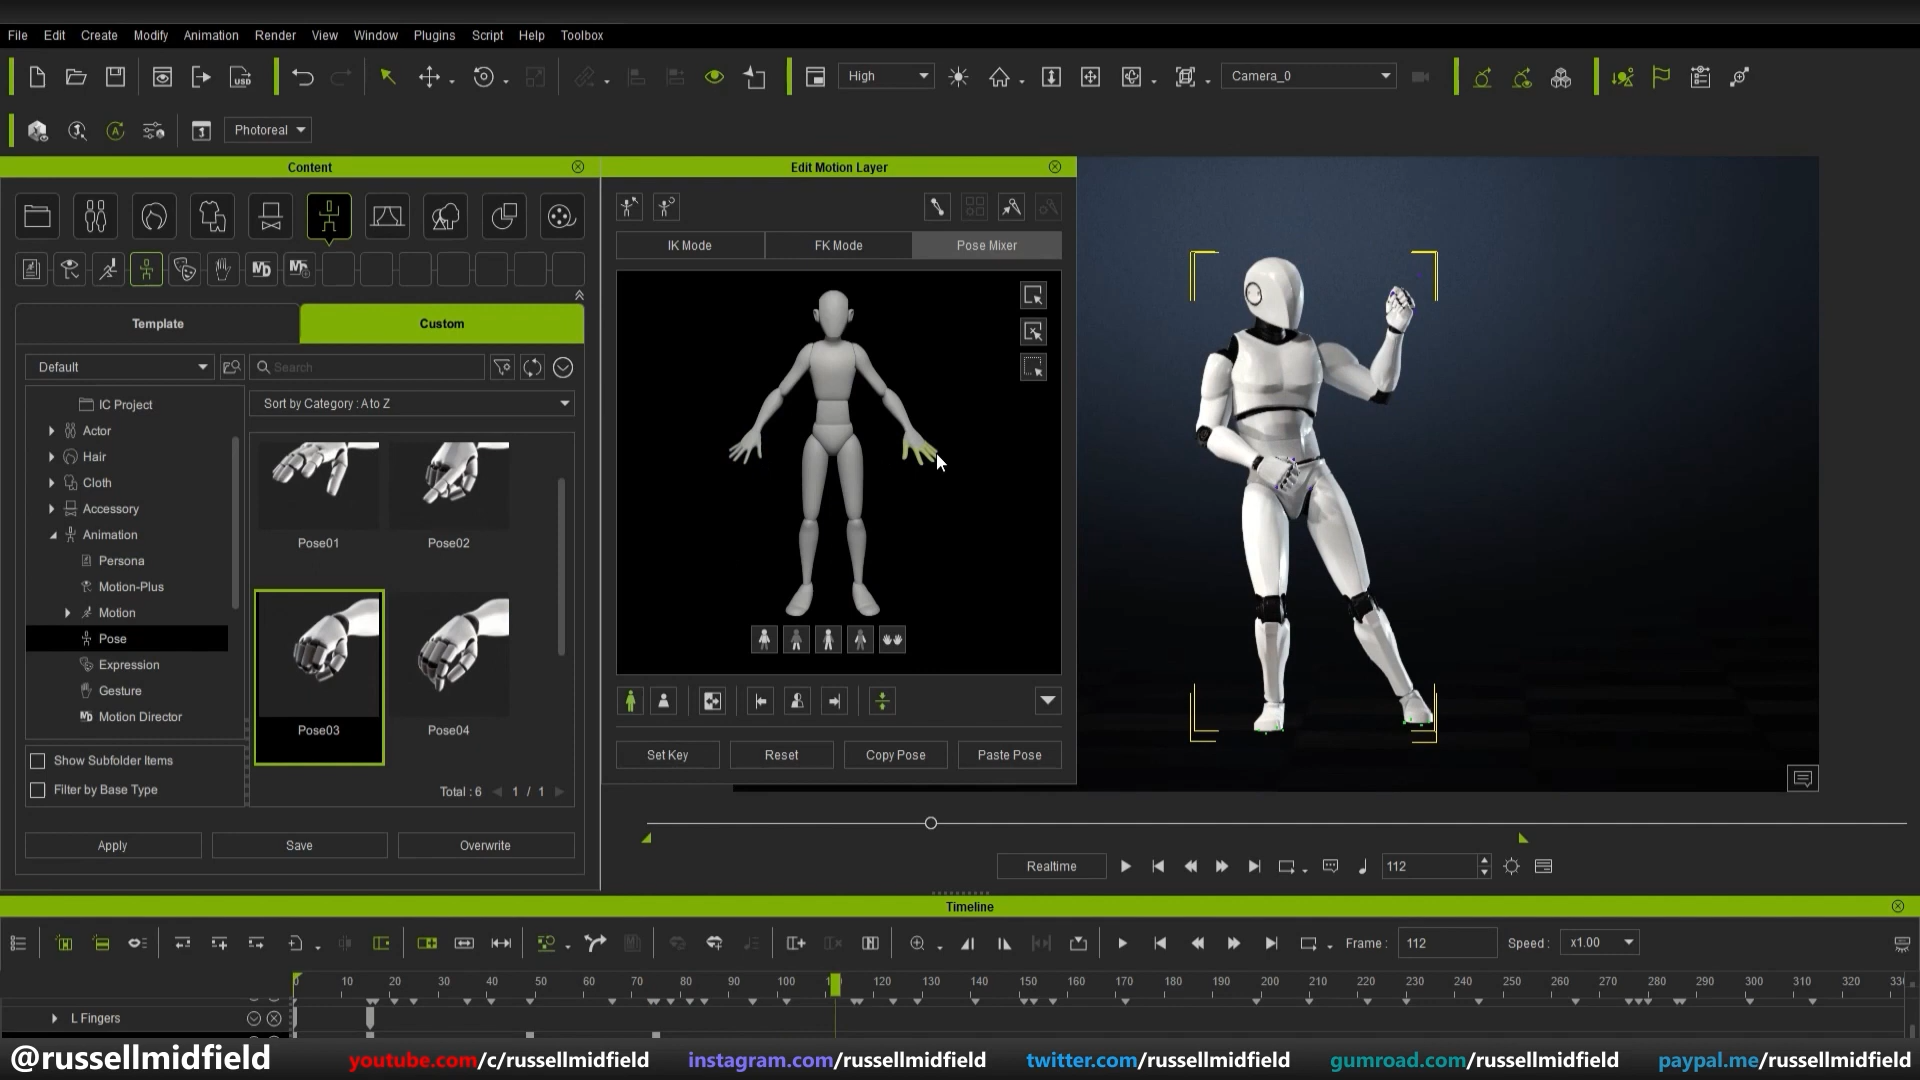 File Edit Create Modify Animation Render View Window Plugins Script Help Toolbox
USD High Camera_0
Photoreal
Content
Edit Motion Layer
IK Mode FK Mode Pose Mixer
Template Custom
Default Search
Sort by Category : A to Z
IC Project
Actor
Hair
Cloth
Accessory
Animation
Persona
Motion-Plus
Motion
Pose
Expression
Gesture
Motion Director
Pose01 Pose02
Pose03 Pose04
Show Subfolder Items
Filter by Base Type
Total : 6 1 / 1
Apply Save Overwrite
Set Key Reset Copy Pose Paste Pose
Realtime 112
Timeline
Frame : 112 Speed : x1.00
0 10 20 30 40 50 60 70 80 90 100 120 130 140 150 160 170 180 190 200 210 220 230 240 250 260 270 280 290 300 310 320
L Fingers
@russellmidfield youtube.com/c/russellmidfield instagram.com/russellmidfield twitter.com/russellmidfield gumroad.com/russellmidfield paypal.me/russellmidfield